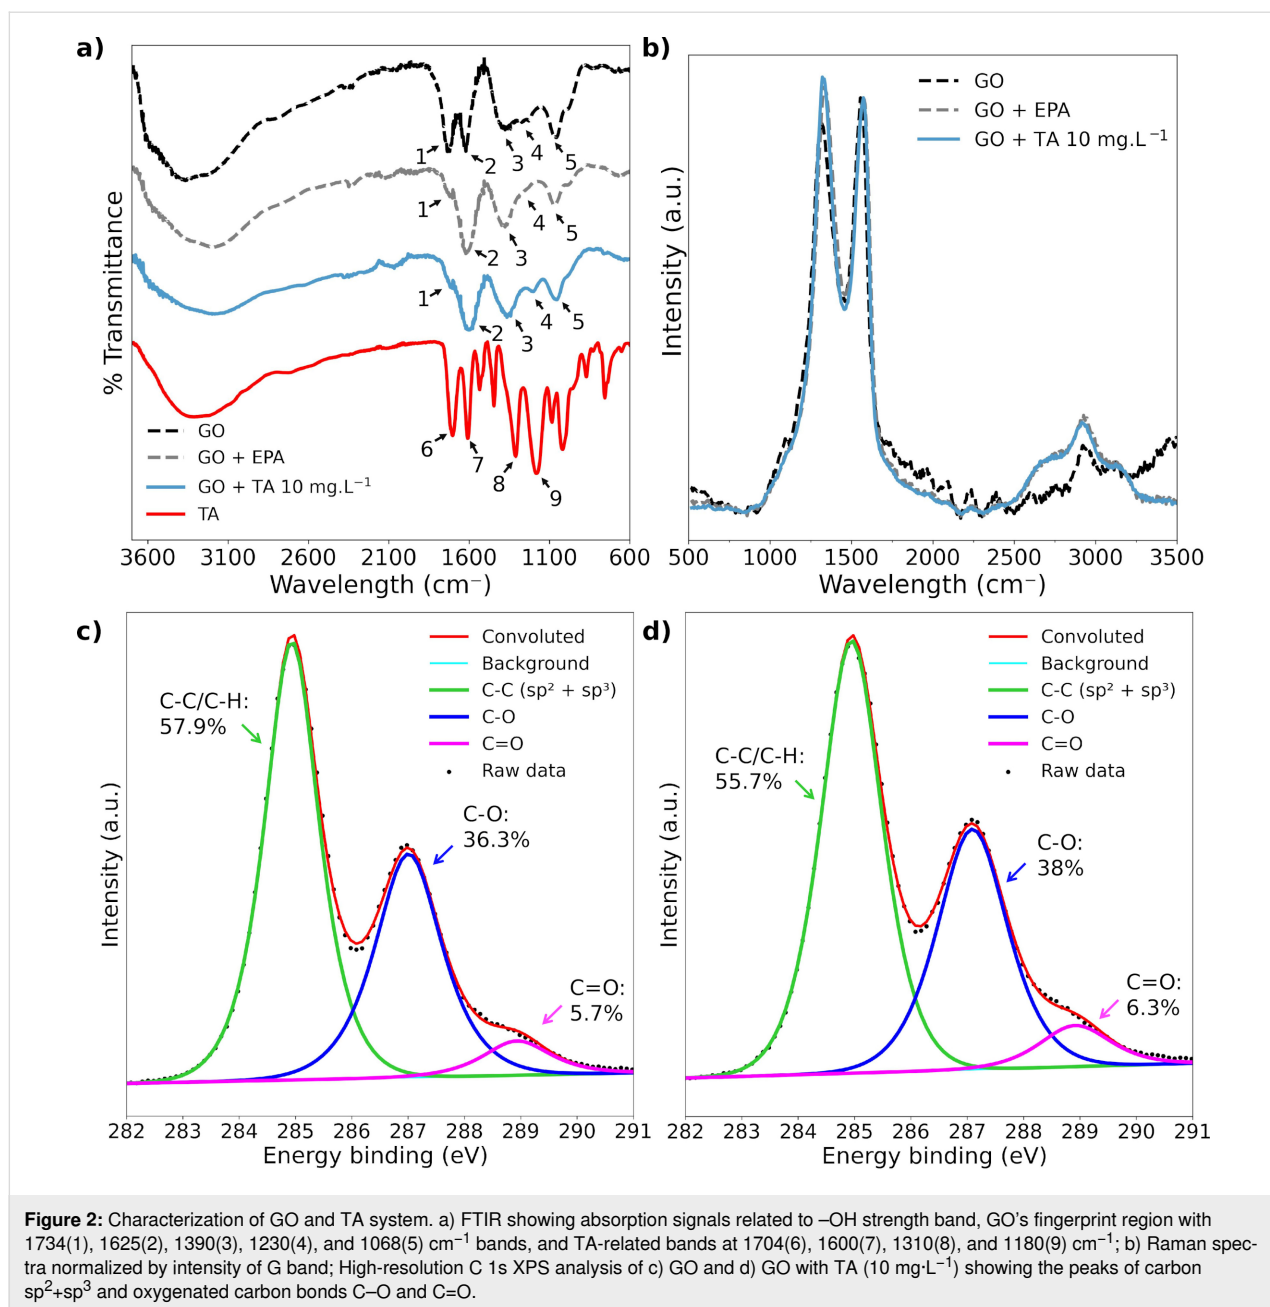 a)
% Transmittance
1
2
3
4
5
1
2
3
4
5
1
2
3
4
5
6
7
8
9
GO
GO + EPA
GO + TA 10 mg.L⁻¹
TA
3600 3100 2600 2100 1600 1100 600
Wavelength (cm⁻)
b)
Intensity (a.u.)
GO
GO + EPA
GO + TA 10 mg.L⁻¹
500 1000 1500 2000 2500 3000 3500
Wavelength (cm⁻)
c)
Intensity (a.u.)
Convoluted
Background
C-C (sp² + sp³)
C-O
C=O
Raw data
C-C/C-H:
57.9%
C-O:
36.3%
C=O:
5.7%
282 283 284 285 286 287 288 289 290 291
Energy binding (eV)
d)
Intensity (a.u.)
Convoluted
Background
C-C (sp² + sp³)
C-O
C=O
Raw data
C-C/C-H:
55.7%
C-O:
38%
C=O:
6.3%
282 283 284 285 286 287 288 289 290 291
Energy binding (eV)
Figure 2: Characterization of GO and TA system. a) FTIR showing absorption signals related to –OH strength band, GO's fingerprint region with
1734(1), 1625(2), 1390(3), 1230(4), and 1068(5) cm⁻¹ bands, and TA-related bands at 1704(6), 1600(7), 1310(8), and 1180(9) cm⁻¹; b) Raman spec-
tra normalized by intensity of G band; High-resolution C 1s XPS analysis of c) GO and d) GO with TA (10 mg·L⁻¹) showing the peaks of carbon
sp²+sp³ and oxygenated carbon bonds C–O and C=O.